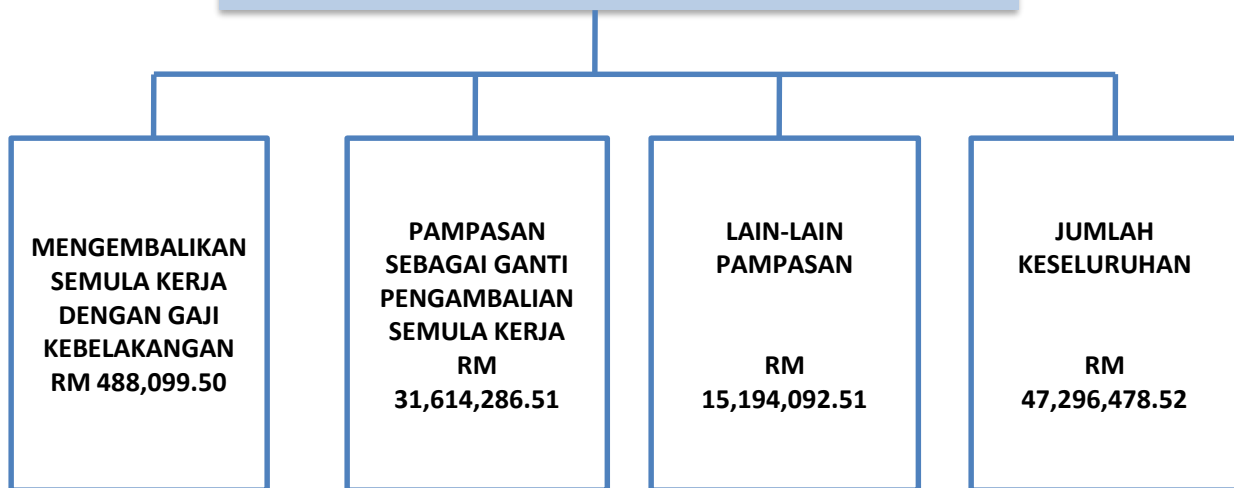 MENGEMBALIKAN
SEMULA KERJA
DENGAN GAJI
KEBELAKANGAN
RM 488,099.50
PAMPASAN
SEBAGAI GANTI
PENGAMBALIAN
SEMULA KERJA
RM
31,614,286.51
LAIN-LAIN
PAMPASAN
RM
15,194,092.51
JUMLAH
KESELURUHAN
RM
47,296,478.52